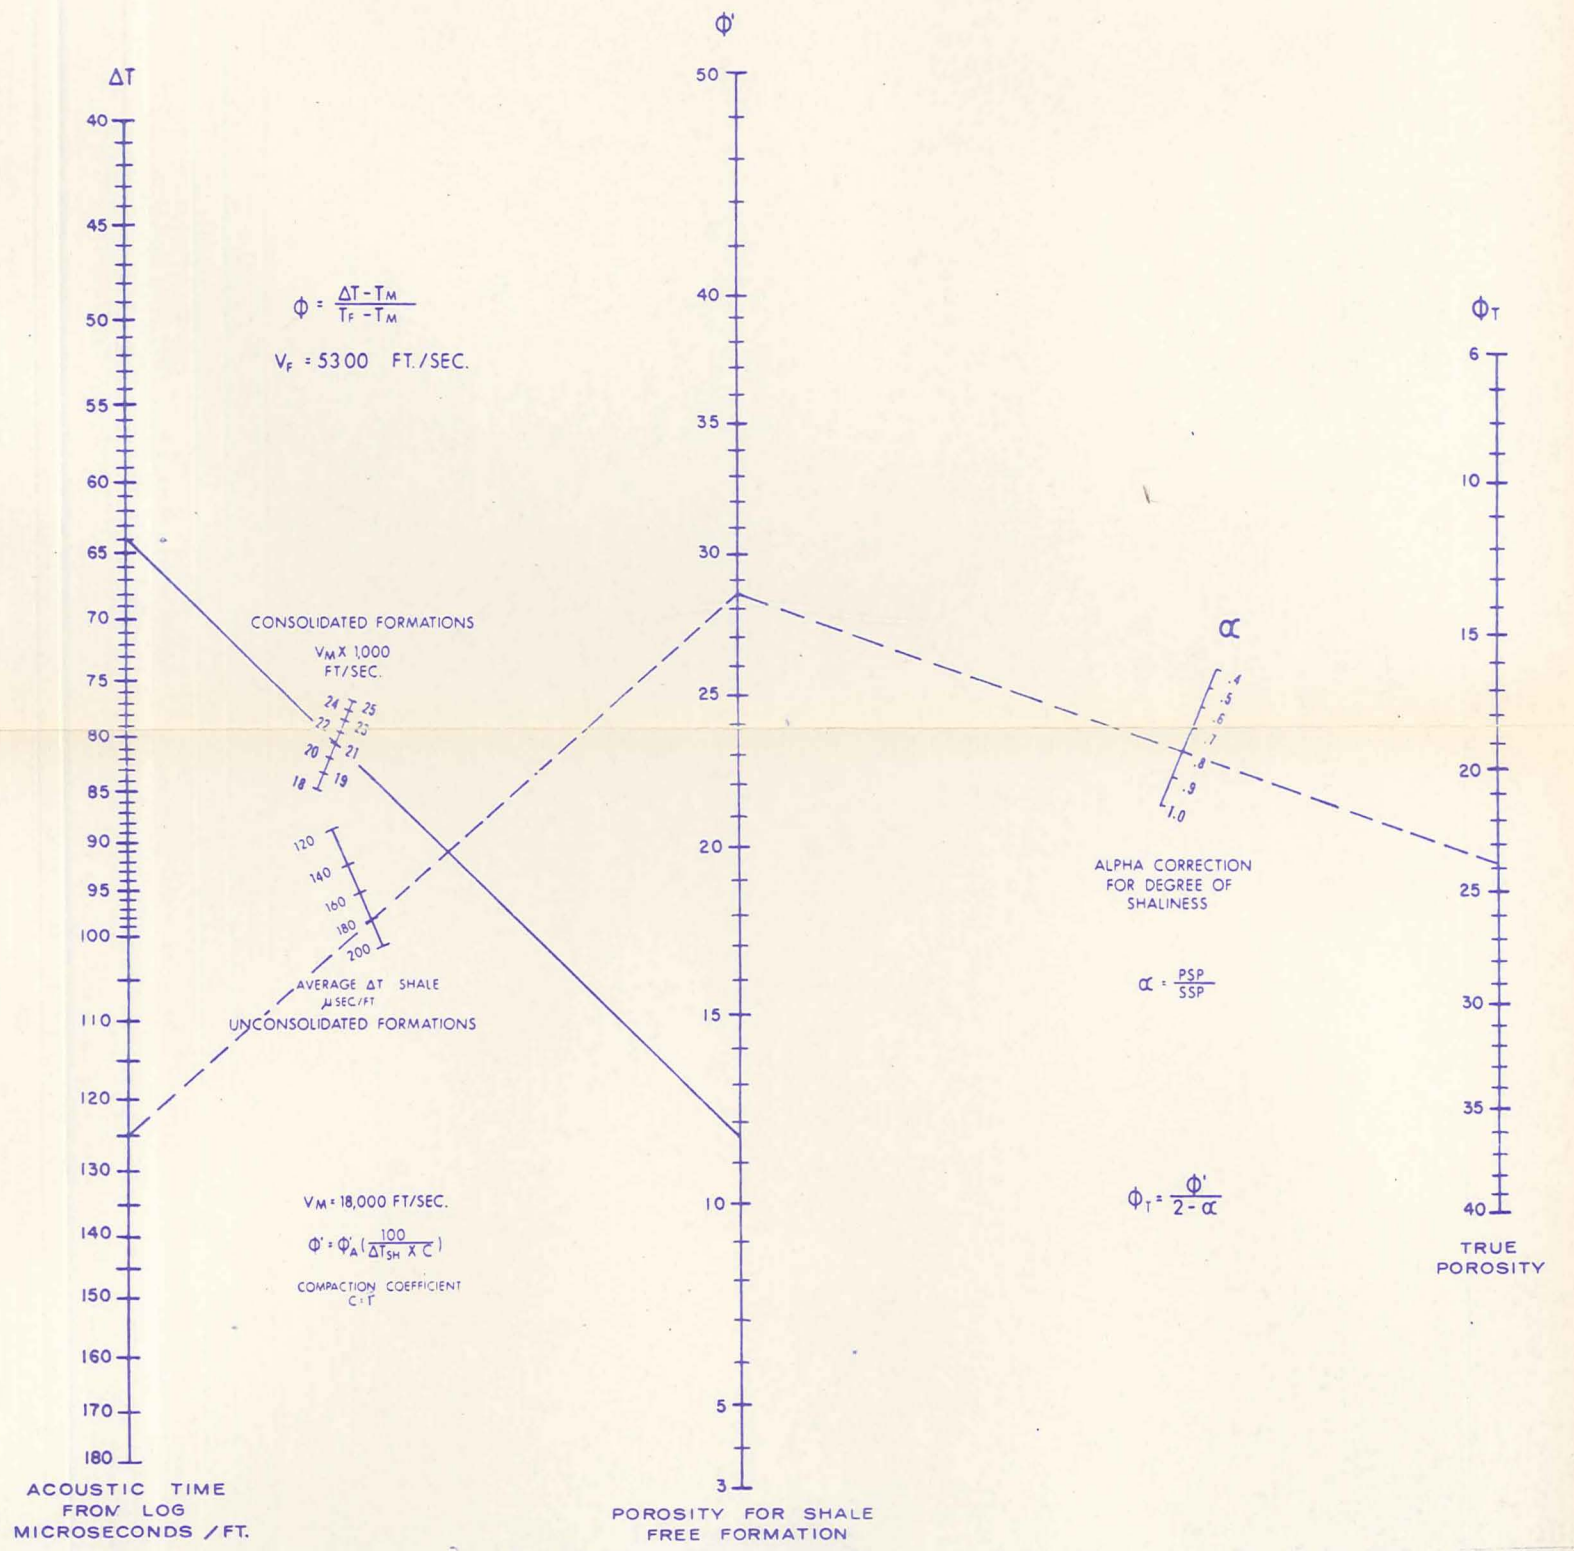 ΔT
40
45
50
55
60
65
70
75
80
85
90
95
100
110
120
130
140
150
160
170
180
ACOUSTIC TIME
FROM LOG
MICROSECONDS / FT.
Φ = ΔT - TM / TF - TM
VF = 5300 FT./SEC.
CONSOLIDATED FORMATIONS
VM X 1,000
FT/SEC.
24 25
22 23
20 21
18 19
120
140
160
180
200
AVERAGE ΔT SHALE
μ SEC/FT
UNCONSOLIDATED FORMATIONS
VM = 18,000 FT/SEC.
Φ' = Φ'A (100 / ΔTSH X C)
COMPACTION COEFFICIENT
C = 1
Φ'
50
40
35
30
25
20
15
10
5
3
POROSITY FOR SHALE
FREE FORMATION
α
.4
.5
.6
.7
.8
.9
1.0
ALPHA CORRECTION
FOR DEGREE OF
SHALINESS
α = PSP / SSP
ΦT = Φ' / 2 - α
ΦT
6
10
15
20
25
30
35
40
TRUE
POROSITY